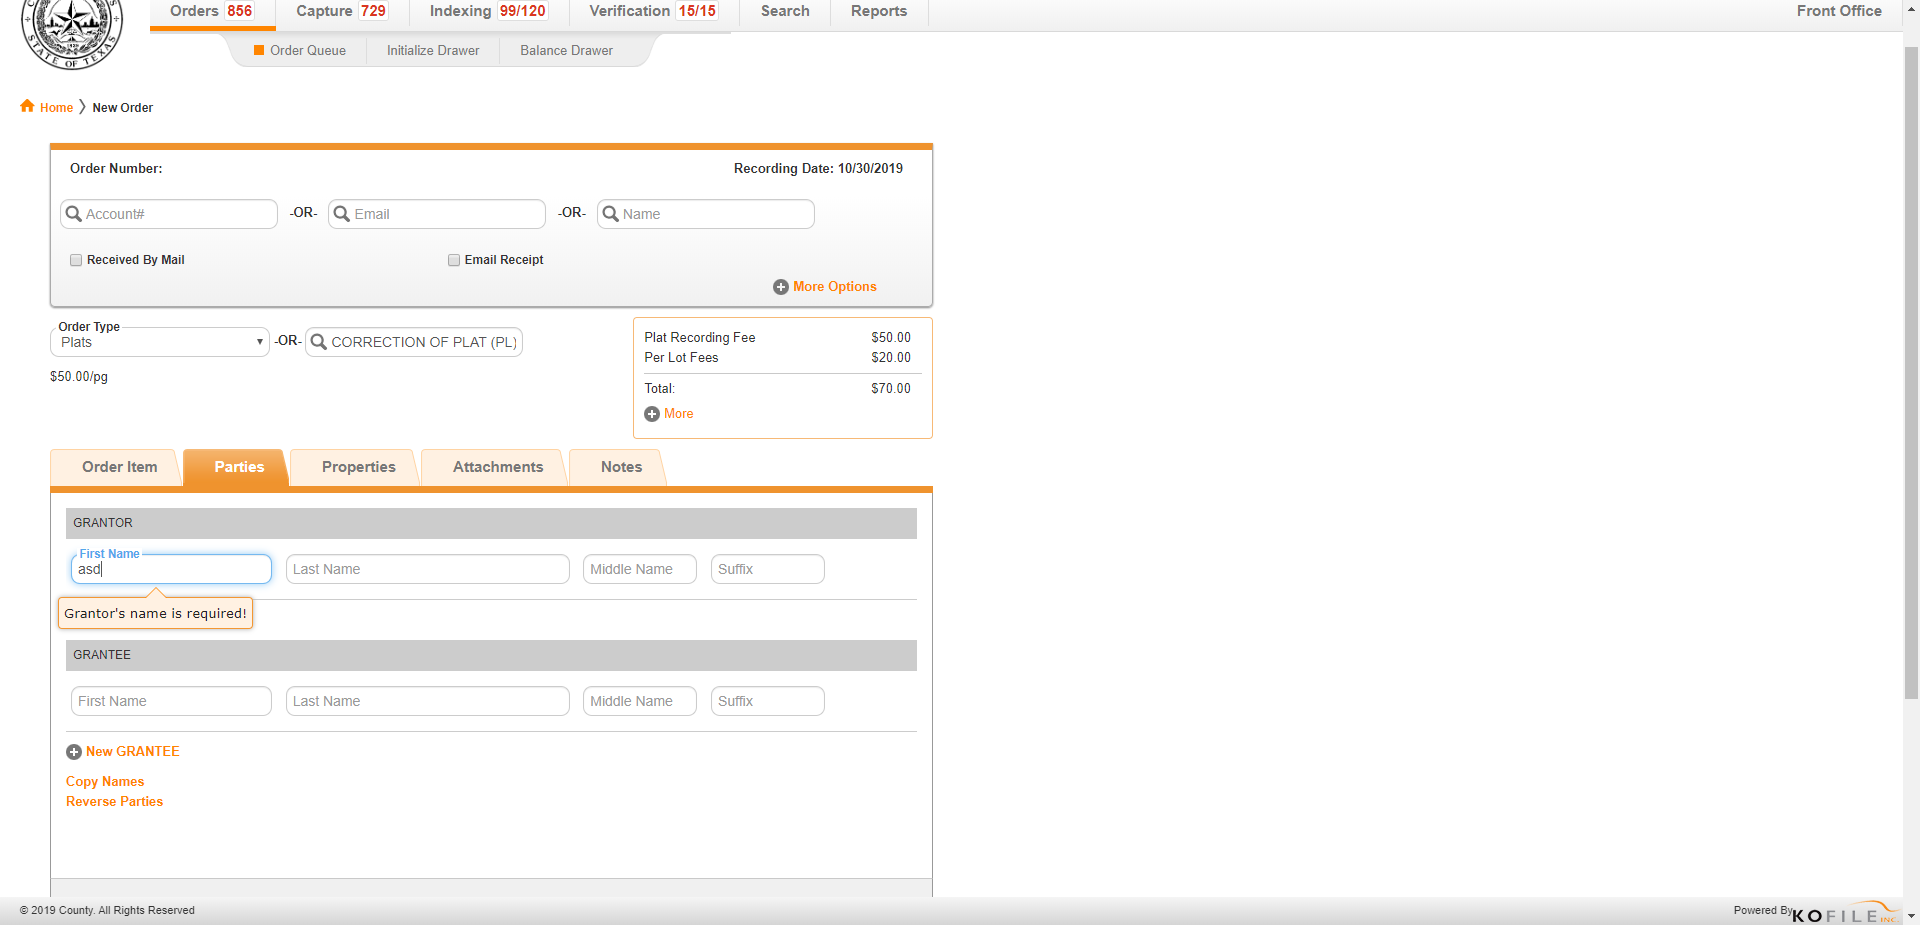 STATE OF TEXAS
Orders 856
Capture 729
Indexing 99/120
Verification 15/15
Search
Reports
Front Office
Order Queue
Initialize Drawer
Balance Drawer
Home
New Order
Order Number:
Recording Date: 10/30/2019
Account#
-OR-
Email
-OR-
Name
Received By Mail
Email Receipt
More Options
Order Type
Plats
-OR-
CORRECTION OF PLAT (PL)
$50.00/pg
Plat Recording Fee $50.00
Per Lot Fees $20.00
Total: $70.00
More
Order Item
Parties
Properties
Attachments
Notes
GRANTOR
First Name
asd
Last Name
Middle Name
Suffix
Grantor's name is required!
GRANTEE
First Name
Last Name
Middle Name
Suffix
New GRANTEE
Copy Names
Reverse Parties
© 2019 County. All Rights Reserved
Powered By
KOFILE INC.